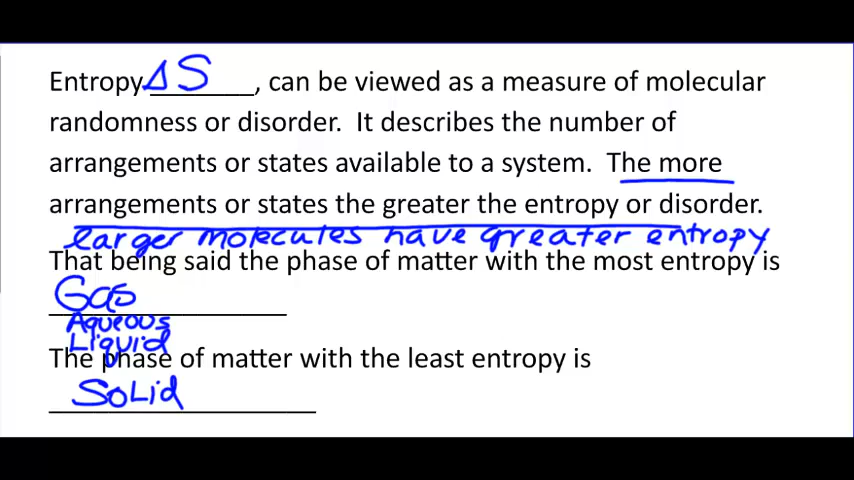 Entropy ΔS, can be viewed as a measure of molecular
randomness or disorder. It describes the number of
arrangements or states available to a system. The more
arrangements or states the greater the entropy or disorder.
larger molecules have greater entropy
That being said the phase of matter with the most entropy is
Gas
Aqueous
Liquid
The phase of matter with the least entropy is
Solid